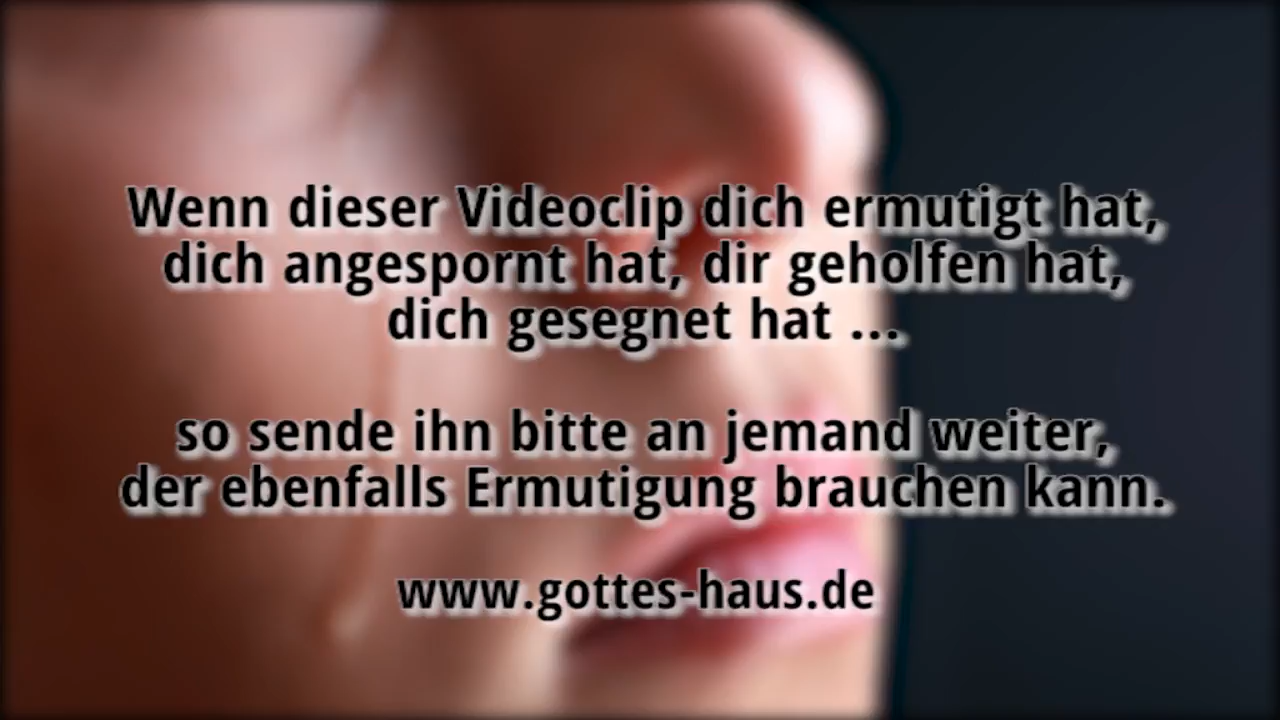 Wenn dieser Videoclip dich ermutigt hat,
dich angespornt hat, dir geholfen hat,
dich gesegnet hat ...
so sende ihn bitte an jemand weiter,
der ebenfalls Ermutigung brauchen kann.
www.gottes-haus.de